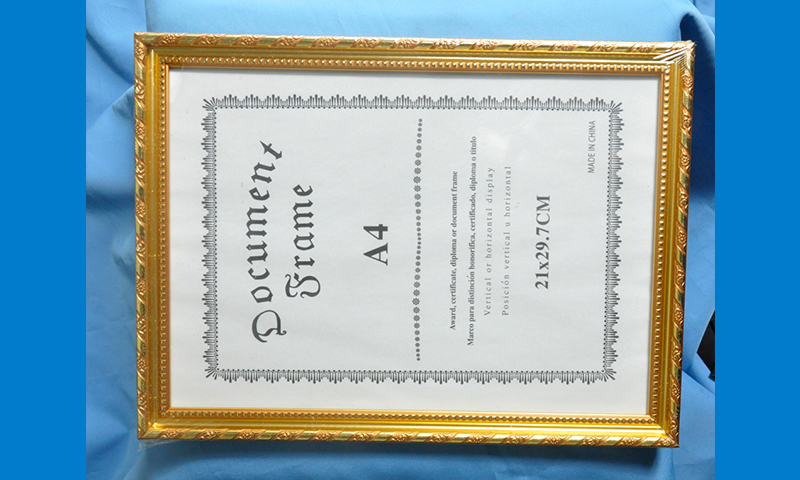 Document
Frame
A4
Award, certificate, diploma or document frame
Marco para distinción honorifica, certificado, diploma o título
Vertical or horizontal display
Posición vertical u horizontal
21x29.7CM
MADE IN CHINA